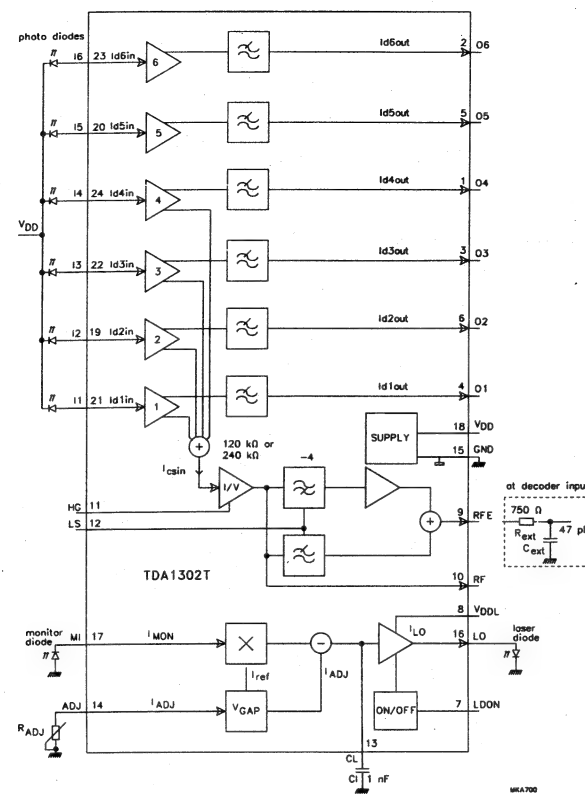 photo diodes
I6 23 Id6in 6 Id6out 2 O6
I5 20 Id5in 5 Id5out 5 O5
I4 24 Id4in 4 Id4out 1 O4
VDD
I3 22 Id3in 3 Id3out 3 O3
I2 19 Id2in 2 Id2out 6 O2
I1 21 Id1in 1 Id1out 4 O1
120 kΩ or
240 kΩ
SUPPLY
18 VDD
15 GND
Icsin
I/V
-4
at decoder input
HG 11
LS 12
9 RFE
750 Ω
Rext
47 p
Cext
10 RF
TDA1302T
8 VDDL
monitor
diode
MI 17 IMON
ILO
16 LO
laser
diode
Iref
IADJ
ADJ 14 IADJ
VGAP
ON/OFF
7 LDON
RADJ
13
CL
Cl 1 nF
MKA700